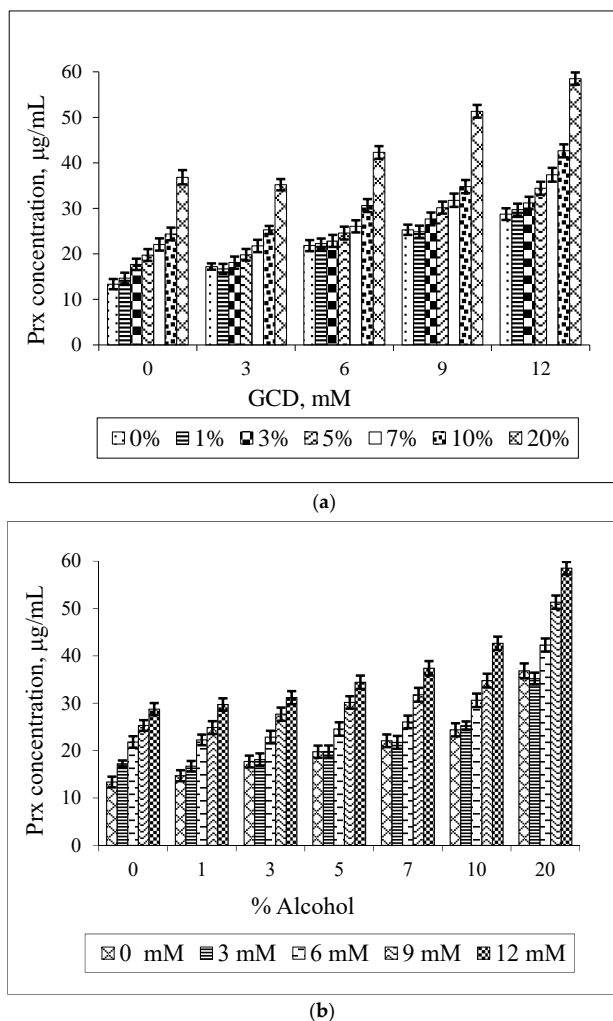 60
50
40
30
20
10
0
Prx concentration, µg/mL
0 3 6 9 12
GCD, mM
0% 1% 3% 5% 7% 10% 20%
(a)
60
50
40
30
20
10
0
Prx concentration, µg/mL
0 1 3 5 7 10 20
% Alcohol
0 mM 3 mM 6 mM 9 mM 12 mM
(b)